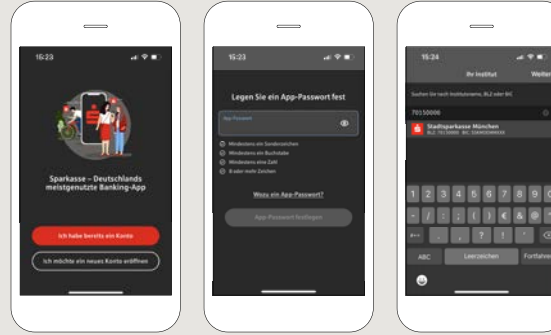 15:23
Sparkasse – Deutschlands
meistgenutzte Banking-App
Ich habe bereits ein Konto
Ich möchte ein neues Konto eröffnen
15:23
Legen Sie ein App-Passwort fest
App-Passwort
Mindestens ein Sonderzeichen
Mindestens ein Buchstabe
Mindestens eine Zahl
8 oder mehr Zeichen
Wozu ein App-Passwort?
App-Passwort festlegen
15:24
Ihr Institut
Weiter
Suchen Sie nach Institutsname, BLZ oder BIC
70150000
Stadtsparkasse München
1 2 3 4 5 6 7 8 9 0
- / : ; ( ) € & @
. , ? ! '
ABC
Leerzeichen
Fortfahren